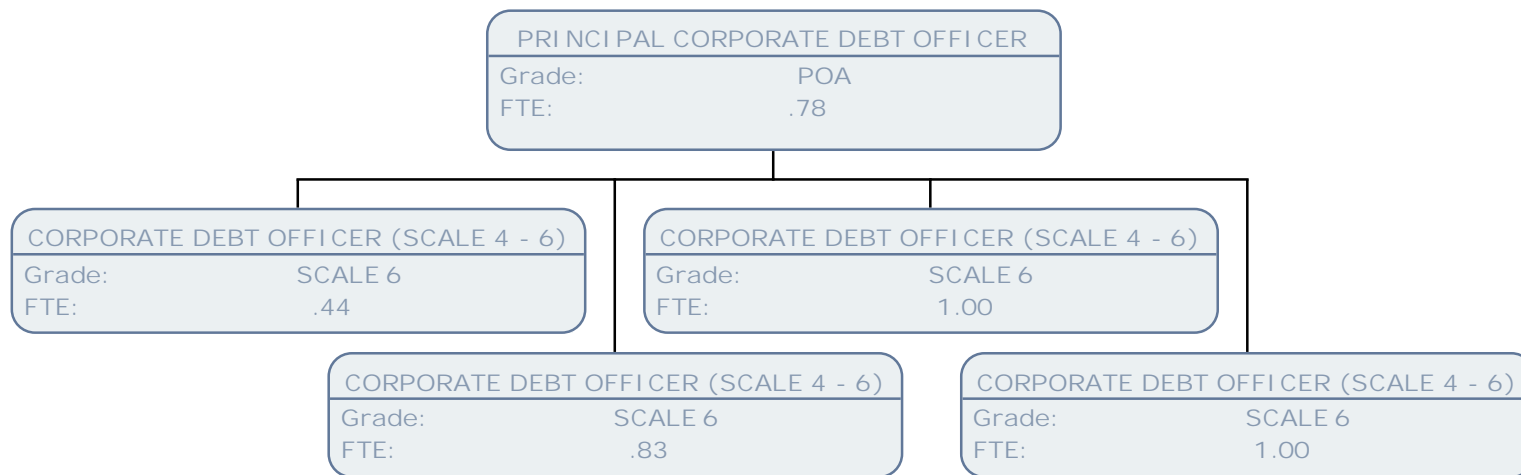 PRINCIPAL CORPORATE DEBT OFFICER
Grade: POA
FTE: .78
CORPORATE DEBT OFFICER (SCALE 4 - 6)
Grade: SCALE 6
FTE: .44
CORPORATE DEBT OFFICER (SCALE 4 - 6)
Grade: SCALE 6
FTE: 1.00
CORPORATE DEBT OFFICER (SCALE 4 - 6)
Grade: SCALE 6
FTE: .83
CORPORATE DEBT OFFICER (SCALE 4 - 6)
Grade: SCALE 6
FTE: 1.00